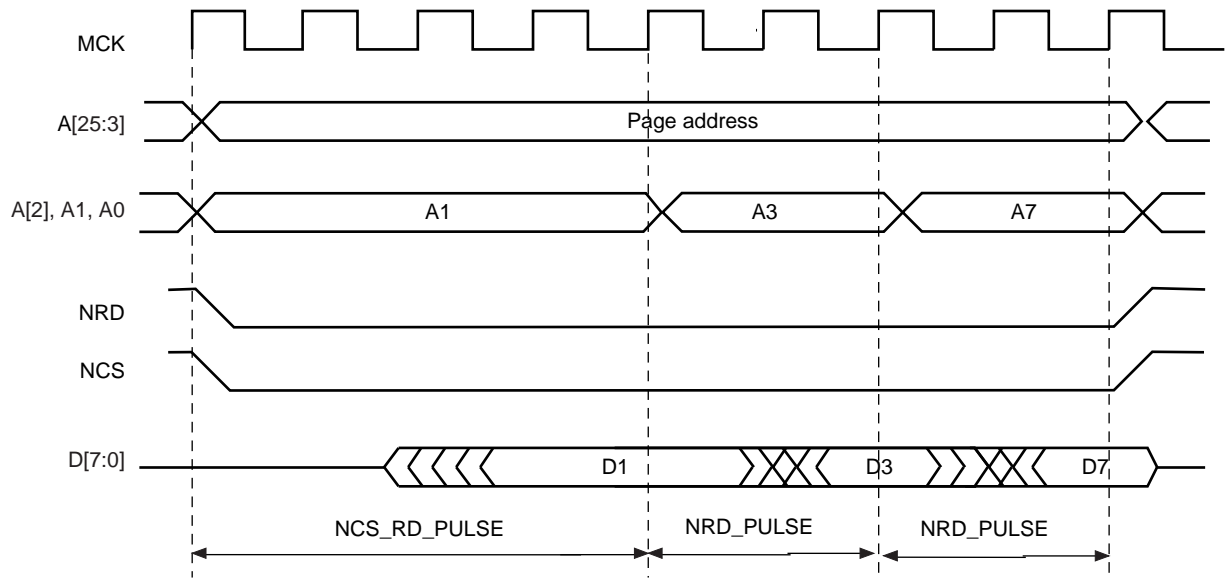 MCK
A[25:3]
Page address
A[2], A1, A0
A1
A3
A7
NRD
NCS
D[7:0]
D1
D3
D7
NCS_RD_PULSE
NRD_PULSE
NRD_PULSE